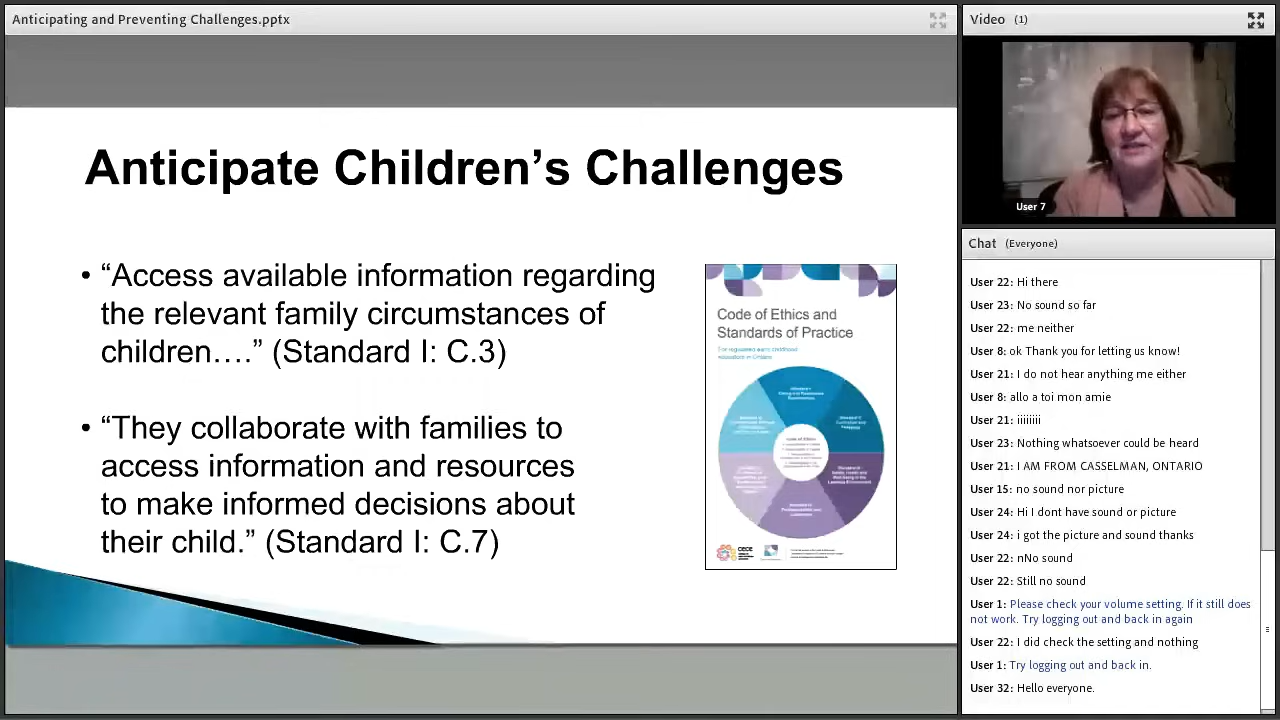 Anticipating and Preventing Challenges.pptx
Anticipate Children’s Challenges
• “Access available information regarding
the relevant family circumstances of
children….” (Standard I: C.3)
• “They collaborate with families to
access information and resources
to make informed decisions about
their child.” (Standard I: C.7)
Code of Ethics and
Standards of Practice
Video (1)
User 7
Chat (Everyone)
User 22: Hi there
User 23: No sound so far
User 22: me neither
User 8: Thank you for letting us know
User 21: I do not hear anything me either
User 8: allo a toi mon amie
User 21: jjjjjjjj
User 23: Nothing whatsoever could be heard
User 21: I AM FROM CASSELMAN, ONTARIO
User 15: no sound nor picture
User 24: Hi I don have sound or picture
User 24: i got the picture and sound thanks
User 22: nNo sound
User 22: Still no sound
User 1: Please check your volume setting. If it still does
not work. Try logging out and back in again
User 22: I did check the setting and nothing
User 1: Try logging out and back in.
User 32: Hello everyone.